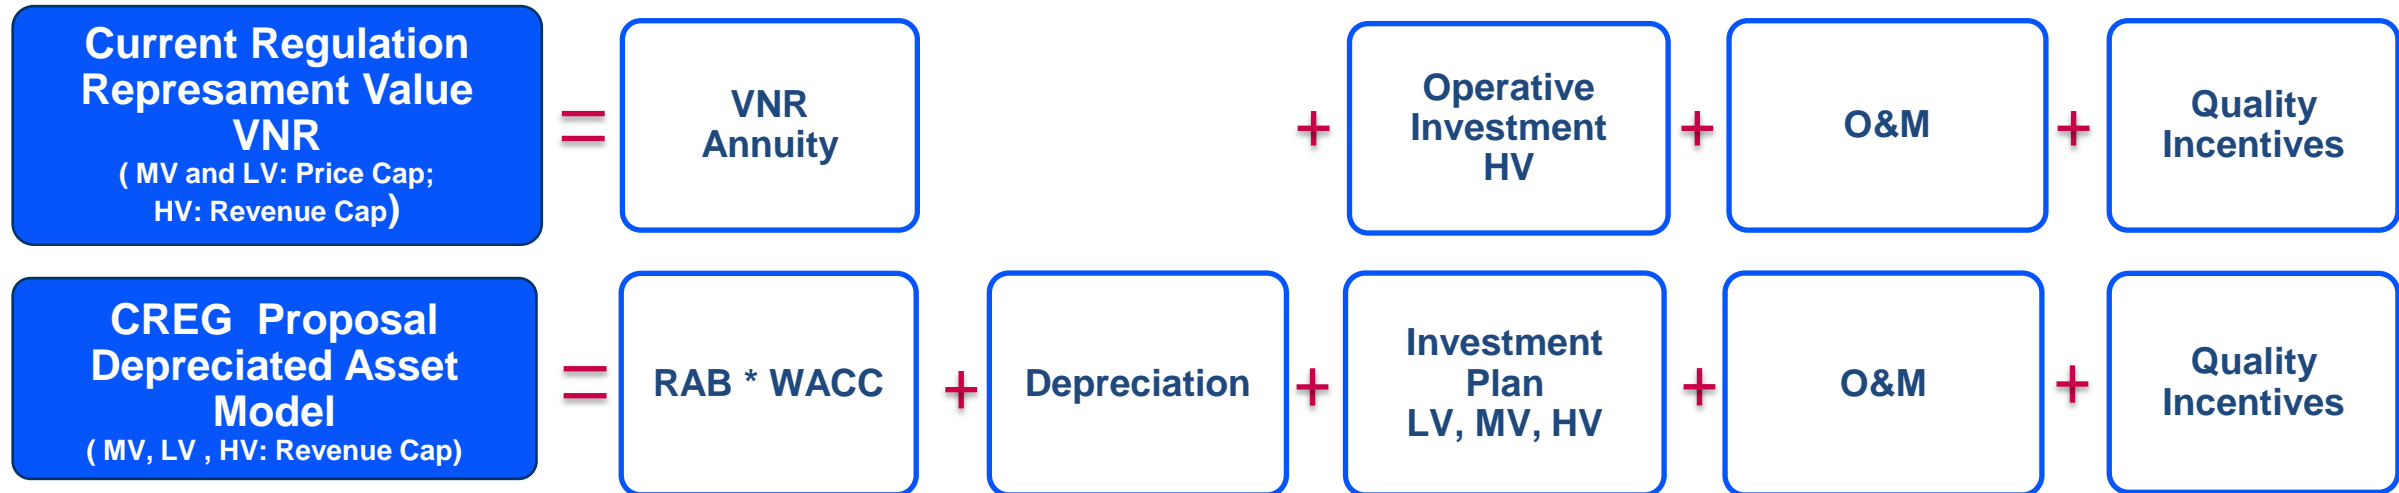 Current Regulation
Represament Value
VNR
( MV and LV: Price Cap;
HV: Revenue Cap)
=
VNR
Annuity
+
Operative
Investment
HV
+
O&M
+
Quality
Incentives
CREG Proposal
Depreciated Asset
Model
( MV, LV , HV: Revenue Cap)
=
RAB * WACC
+
Depreciation
+
Investment
Plan
LV, MV, HV
+
O&M
+
Quality
Incentives